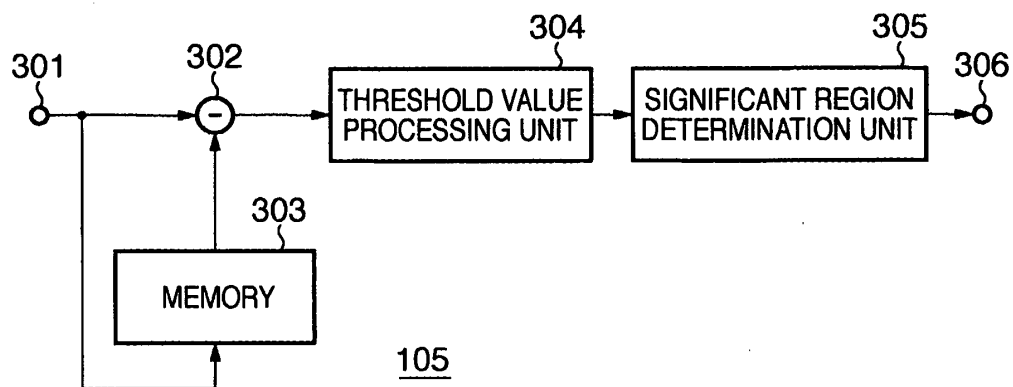 301
302
-
304
THRESHOLD VALUE
PROCESSING UNIT
305
SIGNIFICANT REGION
DETERMINATION UNIT
306
303
MEMORY
105